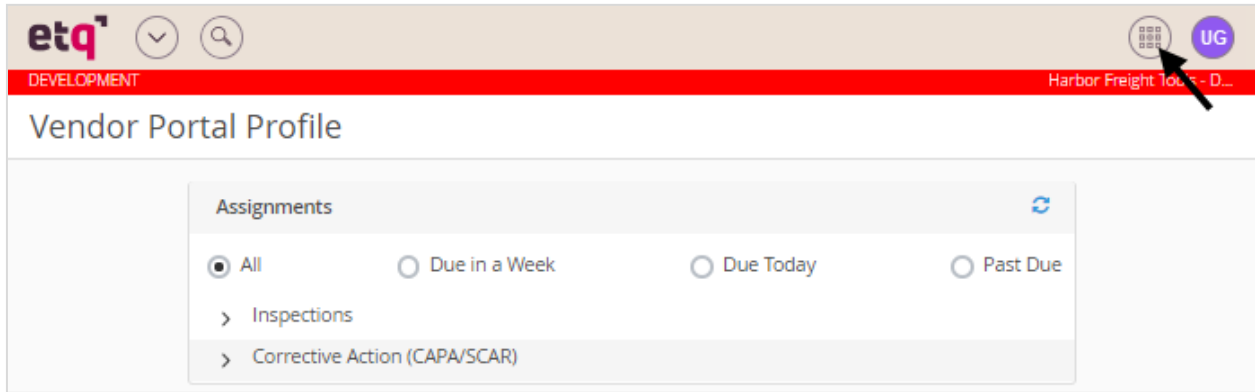 etq
UG
DEVELOPMENT
Harbor Freight Tools - D...
Vendor Portal Profile
Assignments
All
Due in a Week
Due Today
Past Due
Inspections
Corrective Action (CAPA/SCAR)